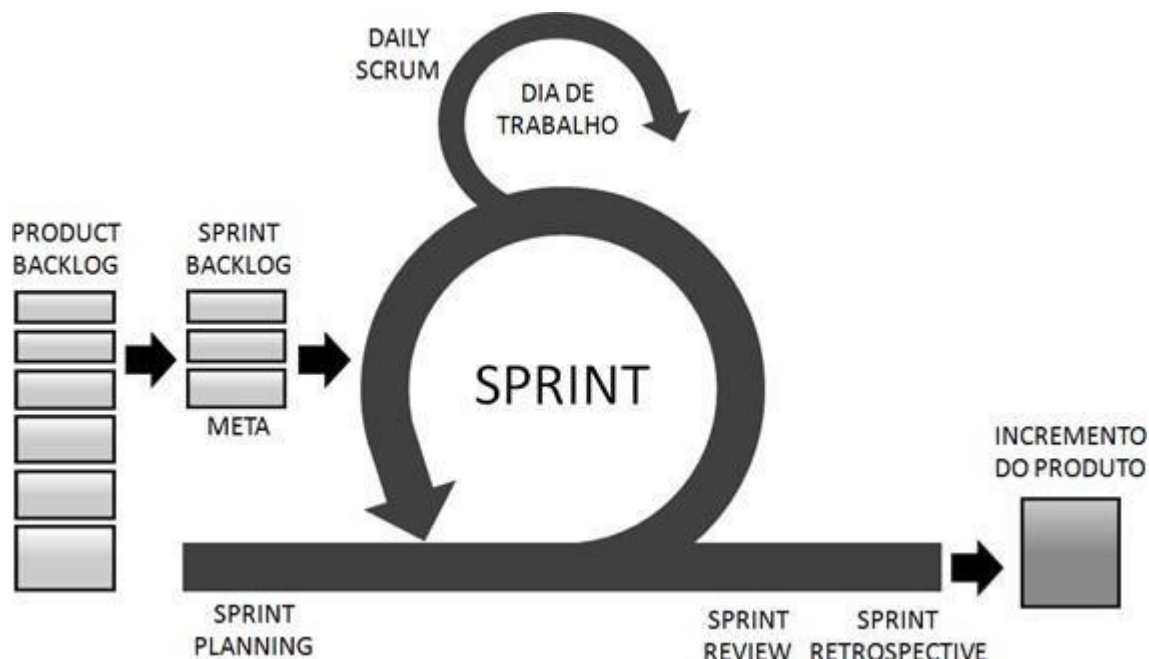 DAILY
SCRUM
DIA DE
TRABALHO
PRODUCT
BACKLOG
SPRINT
BACKLOG
META
SPRINT
INCREMENTO
DO PRODUTO
SPRINT
PLANNING
SPRINT
REVIEW
SPRINT
RETROSPECTIVE